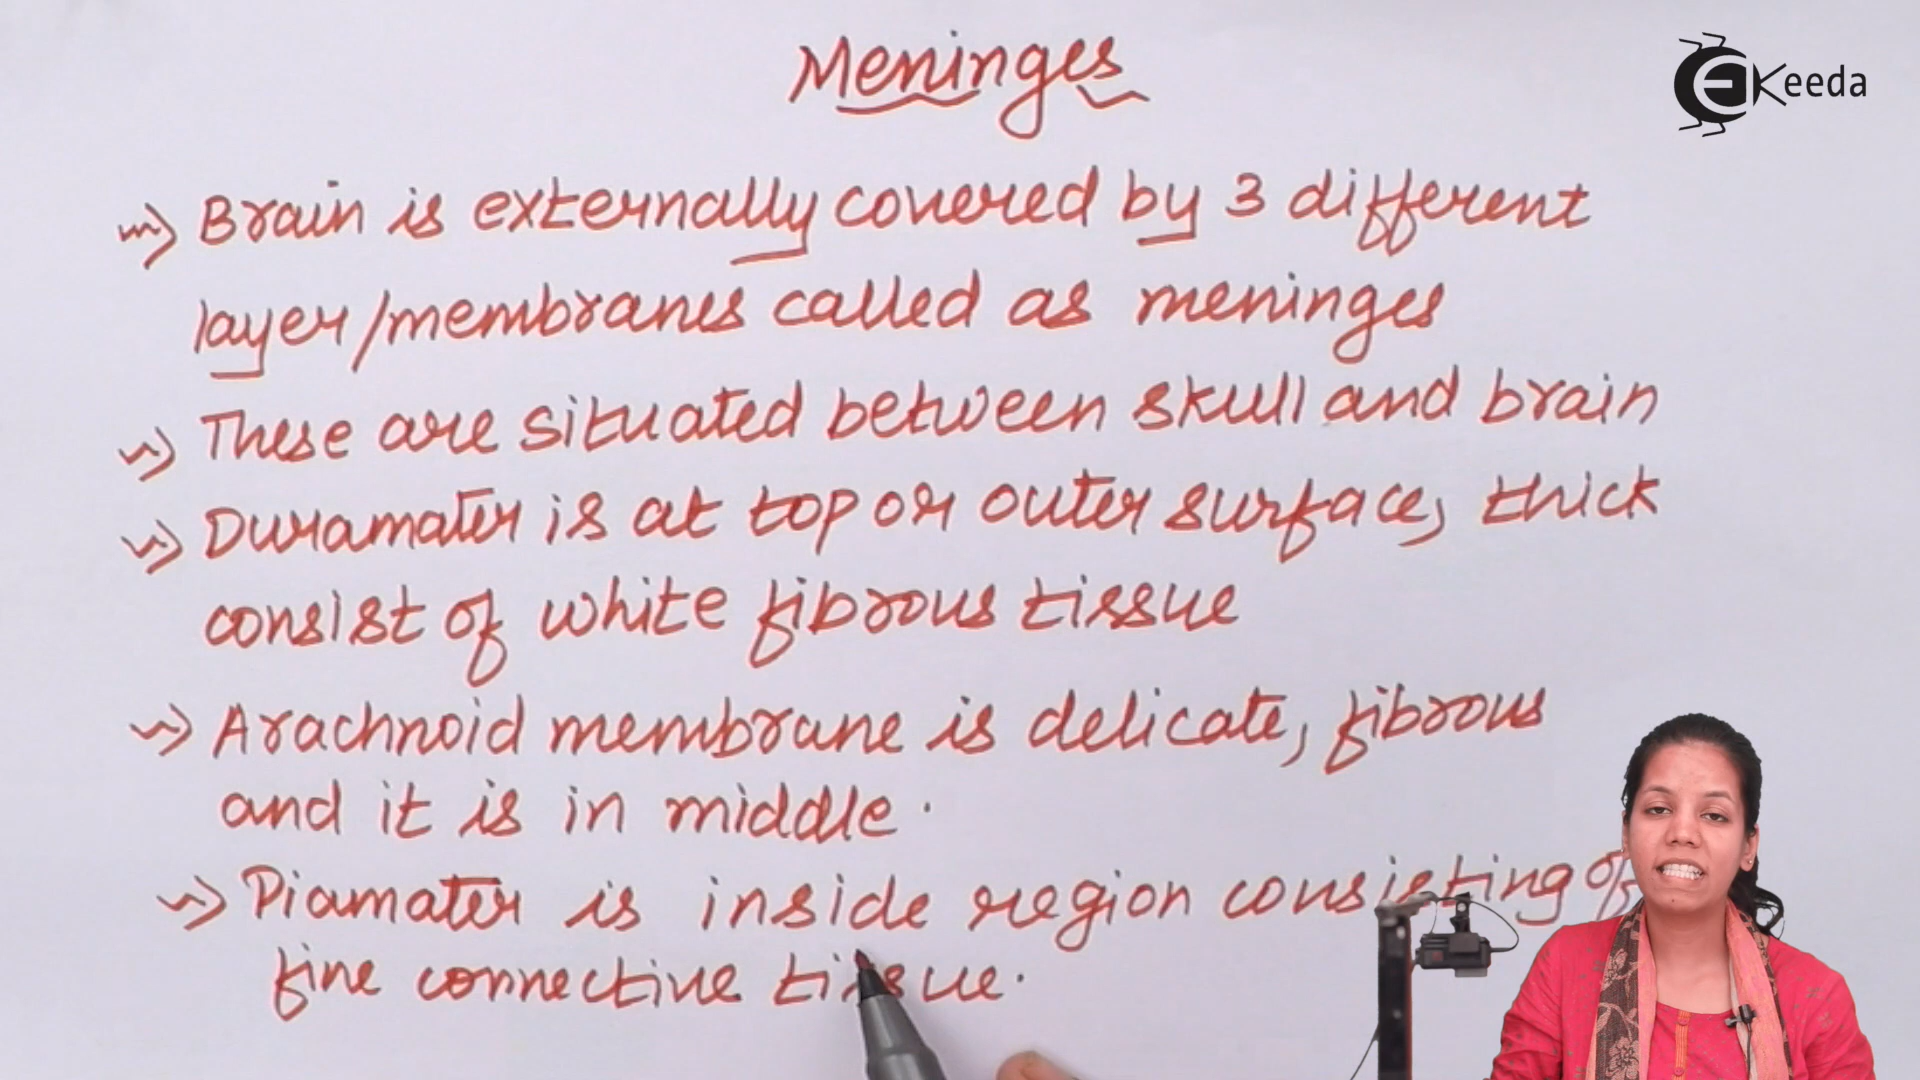 Meninges
EKeeda
Brain is externally covered by 3 different
layer/membranes called as meninges
These are situated between skull and brain
Duramater is at top or outer surface, thick
consist of white fibrous tissue
Arachnoid membrane is delicate, fibrous
and it is in middle.
Piamater is inside region consisting of
fine connective tissue.